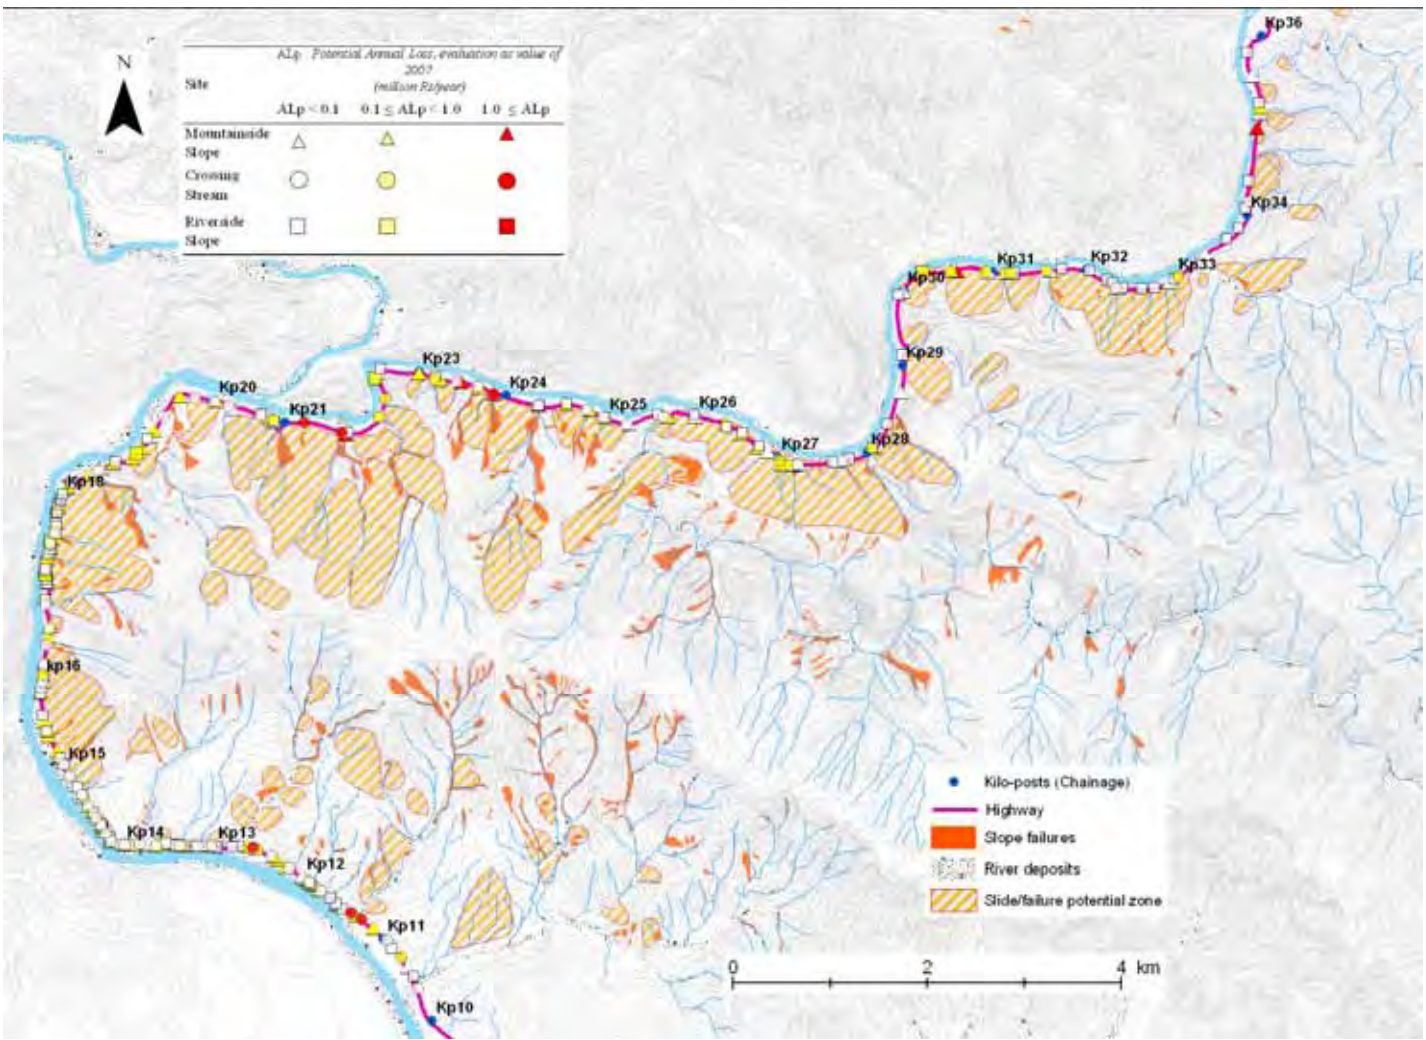 N
ALp Potential Annual Loss, evaluation as value of
2007
(million Rs/year)
Site
ALp < 0.1 0.1 ≤ ALp < 1.0 1.0 ≤ ALp
Mountainside
Slope
Crossing
Stream
Riverside
Slope
Kp36
Kp34
Kp33
Kp32
Kp31
Kp30
Kp29
Kp28
Kp27
Kp26
Kp25
Kp24
Kp23
Kp21
Kp20
Kp18
kp16
Kp15
Kp14
Kp13
Kp12
Kp11
Kp10
Kilo-posts (Chainage)
Highway
Slope failures
River deposits
Slide/failure potential zone
0 2 4 km